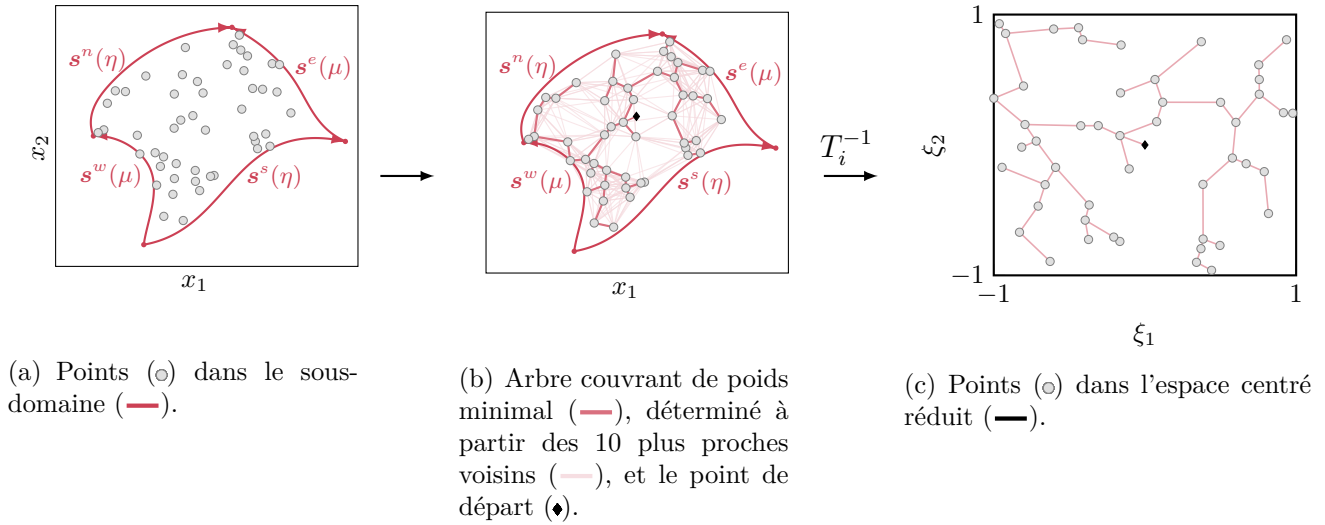 s^n(η)
s^e(μ)
s^w(μ)
s^s(η)
x_2
x_1
s^n(η)
s^e(μ)
s^w(μ)
s^s(η)
x_1
T_i^{-1}
1
ξ_2
−1
−1
1
ξ_1
(a) Points () dans le sous-
domaine ().
(b) Arbre couvrant de poids
minimal (), déterminé à
partir des 10 plus proches
voisins (), et le point de
départ (♦).
(c) Points () dans l'espace centré
réduit ().